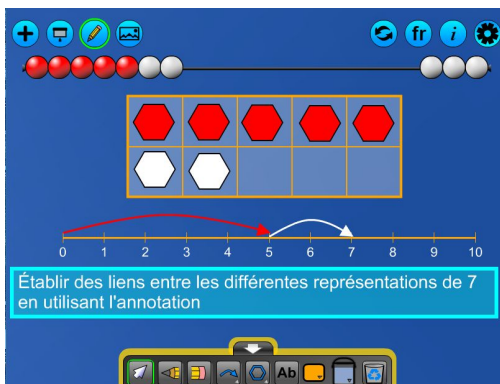 fr i
0 1 2 3 4 5 6 7 8 9 10
Établir des liens entre les différentes représentations de 7
en utilisant l'annotation
Ab